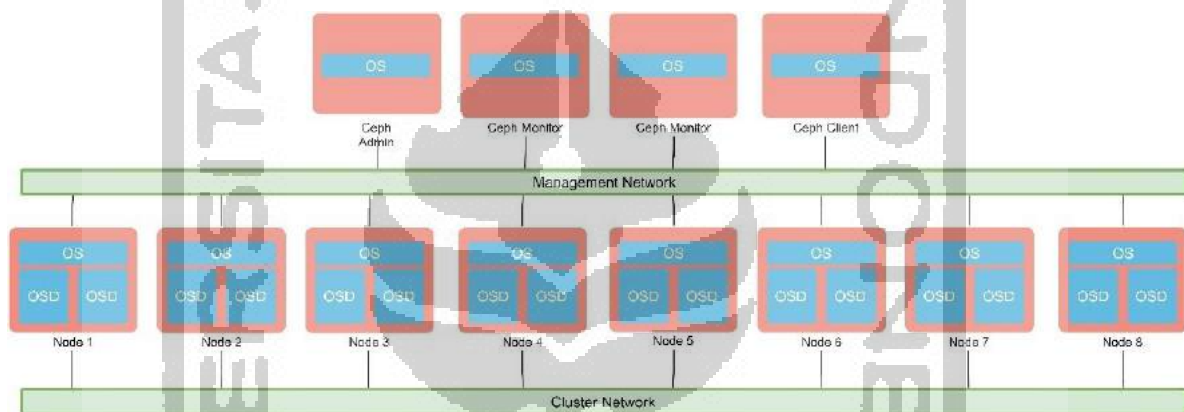 OS OS OS OS
Ceph Admin Ceph Monitor Ceph Monitor Ceph Client
Management Network
OS OS OS OS OS OS OS OS
OSD OSD OSD OSD OSD OSD OSD OSD OSD OSD OSD OSD OSD OSD OSD OSD
Node 1 Node 2 Node 3 Node 4 Node 5 Node 6 Node 7 Node 8
Cluster Network
ERSITA